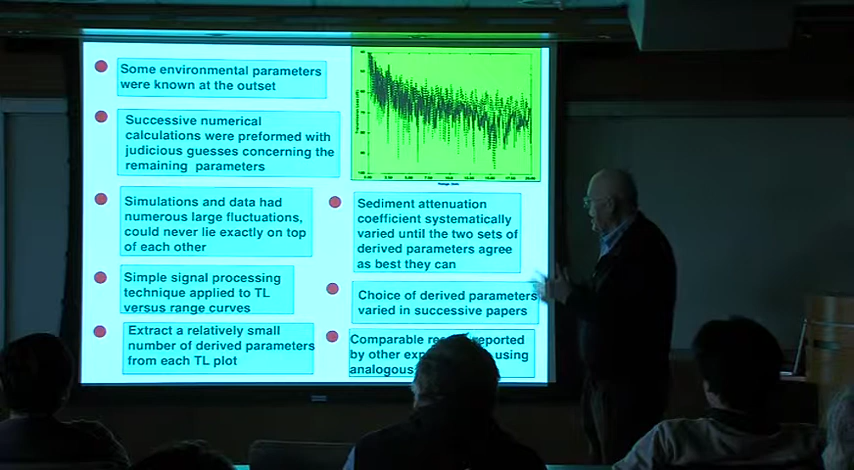 Some environmental parameters
were known at the outset
Successive numerical
calculations were preformed with
judicious guesses concerning the
remaining parameters
Simulations and data had
numerous large fluctuations,
could never lie exactly on top
of each other
Simple signal processing
technique applied to TL
versus range curves
Extract a relatively small
number of derived parameters
from each TL plot
Sediment attenuation
coefficient systematically
varied until the two sets of
derived parameters agree
as best they can
Choice of derived parameters
varied in successive papers
Comparable reported
by other using
analogous